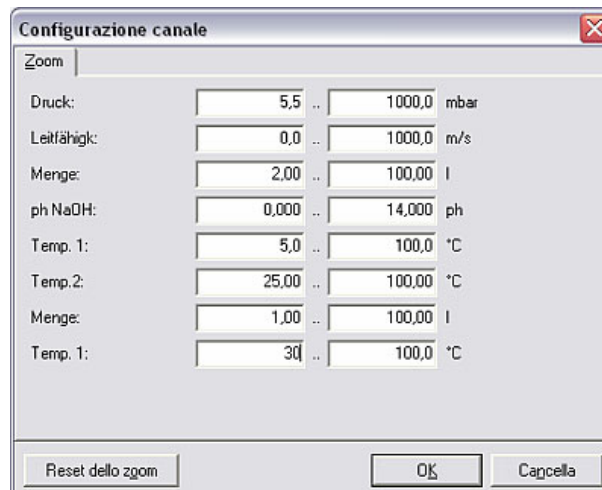 Configurazione canale
Zoom
Druck: 5,5 .. 1000,0 mbar
Leitfähigk: 0,0 .. 1000,0 m/s
Menge: 2,00 .. 100,00 l
ph NaOH: 0,000 .. 14,000 ph
Temp. 1: 5,0 .. 100,0 °C
Temp.2: 25,00 .. 100,00 °C
Menge: 1,00 .. 100,00 l
Temp. 1: 30 .. 100,0 °C
Reset dello zoom OK Cancella